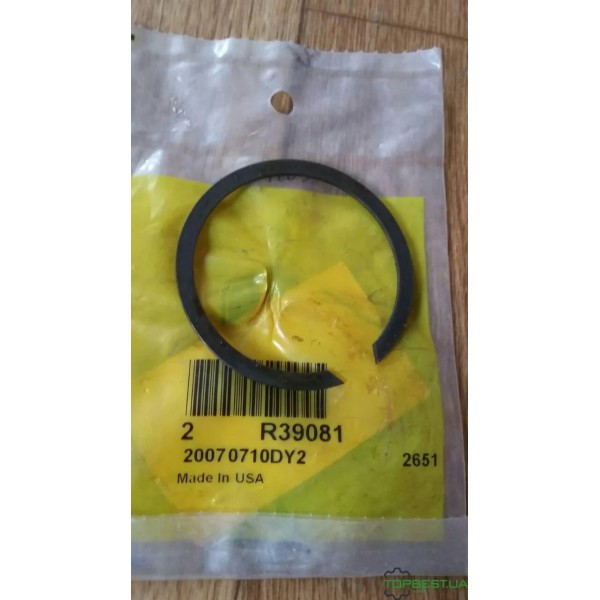 2 R39081
20070710DY2 2651
Made In USA
TOPBEST.UA